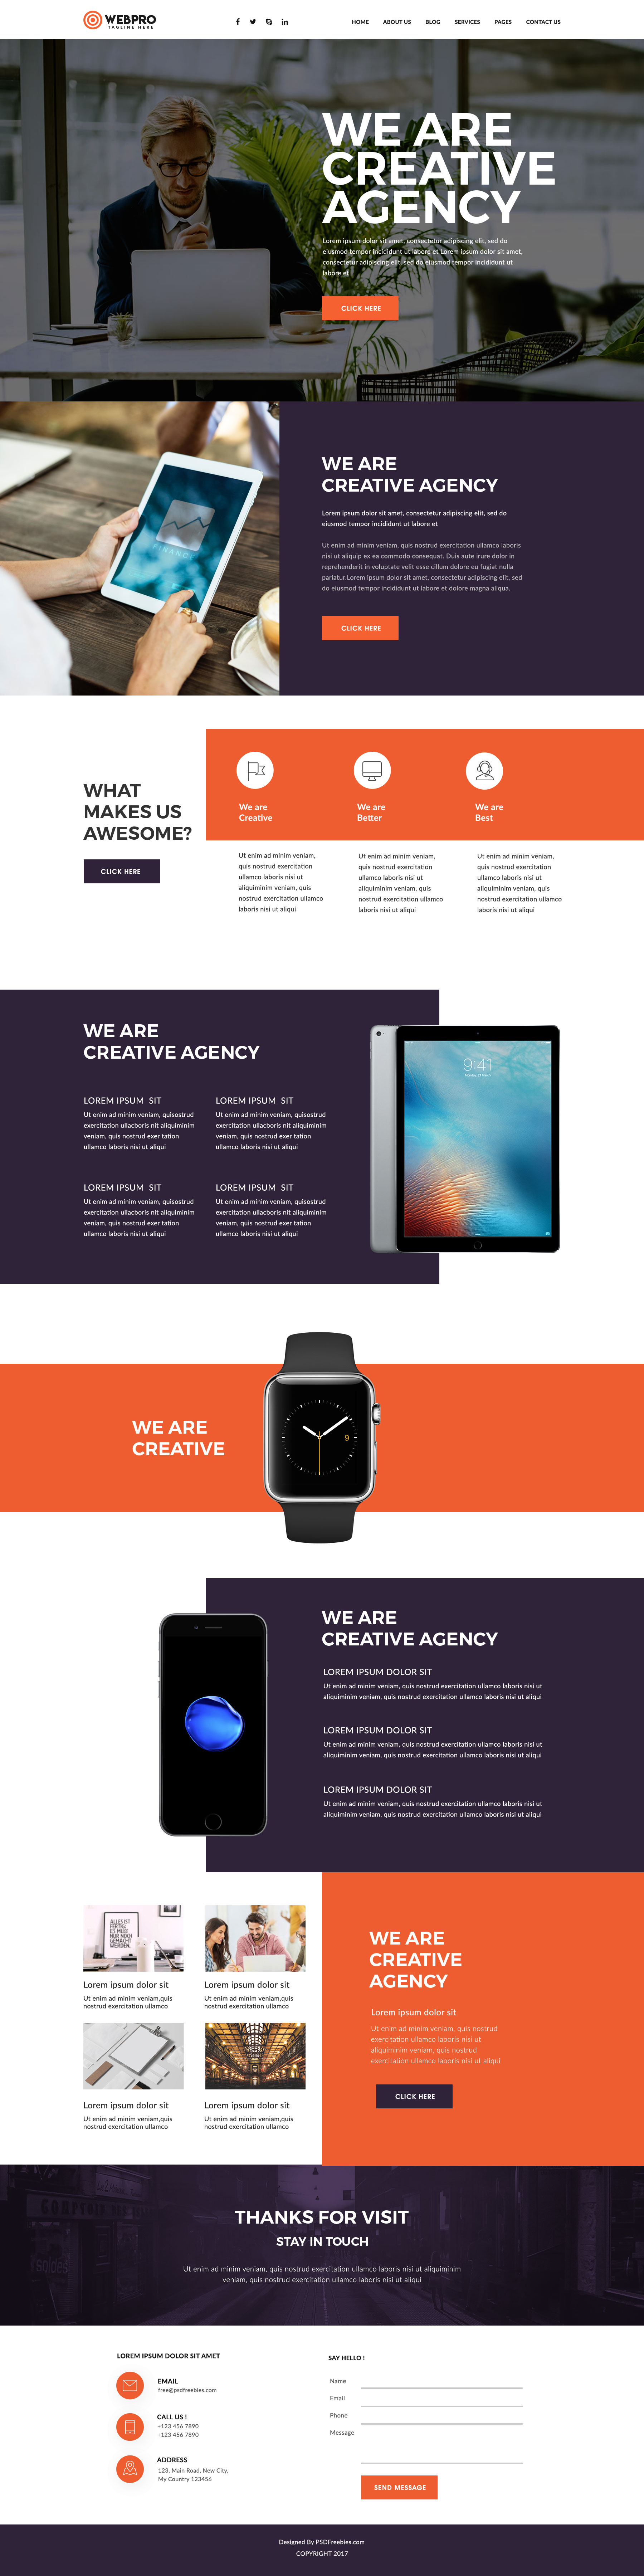 WEBPRO
TAGLINE HERE
HOME
ABOUT US
BLOG
SERVICES
PAGES
CONTACT US
WE ARE
CREATIVE
AGENCY
Lorem ipsum dolor sit amet, consectetur adipiscing elit, sed do
eiusmod tempor incididunt ut labore et Lorem ipsum dolor sit amet,
consectetur adipiscing elit, sed do eiusmod tempor incididunt ut
labore et
CLICK HERE
WE ARE
CREATIVE AGENCY
Lorem ipsum dolor sit amet, consectetur adipiscing elit, sed do
eiusmod tempor incididunt ut labore et
Ut enim ad minim veniam, quis nostrud exercitation ullamco laboris
nisi ut aliquip ex ea commodo consequat. Duis aute irure dolor in
reprehenderit in voluptate velit esse cillum dolore eu fugiat nulla
pariatur.Lorem ipsum dolor sit amet, consectetur adipiscing elit, sed
do eiusmod tempor incididunt ut labore et dolore magna aliqua.
CLICK HERE
WHAT
MAKES US
AWESOME?
CLICK HERE
We are
Creative
Ut enim ad minim veniam,
quis nostrud exercitation
ullamco laboris nisi ut
aliquiminim veniam, quis
nostrud exercitation ullamco
laboris nisi ut aliqui
We are
Better
Ut enim ad minim veniam,
quis nostrud exercitation
ullamco laboris nisi ut
aliquiminim veniam, quis
nostrud exercitation ullamco
laboris nisi ut aliqui
We are
Best
Ut enim ad minim veniam,
quis nostrud exercitation
ullamco laboris nisi ut
aliquiminim veniam, quis
nostrud exercitation ullamco
laboris nisi ut aliqui
WE ARE
CREATIVE AGENCY
LOREM IPSUM SIT
Ut enim ad minim veniam, quisostrud
exercitation ullacboris nit aliquiminim
veniam, quis nostrud exer tation
ullamco laboris nisi ut aliqui
LOREM IPSUM SIT
Ut enim ad minim veniam, quisostrud
exercitation ullacboris nit aliquiminim
veniam, quis nostrud exer tation
ullamco laboris nisi ut aliqui
LOREM IPSUM SIT
Ut enim ad minim veniam, quisostrud
exercitation ullacboris nit aliquiminim
veniam, quis nostrud exer tation
ullamco laboris nisi ut aliqui
LOREM IPSUM SIT
Ut enim ad minim veniam, quisostrud
exercitation ullacboris nit aliquiminim
veniam, quis nostrud exer tation
ullamco laboris nisi ut aliqui
9:41
WE ARE
CREATIVE
9
WE ARE
CREATIVE AGENCY
LOREM IPSUM DOLOR SIT
Ut enim ad minim veniam, quis nostrud exercitation ullamco laboris nisi ut
aliquiminim veniam, quis nostrud exercitation ullamco laboris nisi ut aliqui
LOREM IPSUM DOLOR SIT
Ut enim ad minim veniam, quis nostrud exercitation ullamco laboris nisi ut
aliquiminim veniam, quis nostrud exercitation ullamco laboris nisi ut aliqui
LOREM IPSUM DOLOR SIT
Ut enim ad minim veniam, quis nostrud exercitation ullamco laboris nisi ut
aliquiminim veniam, quis nostrud exercitation ullamco laboris nisi ut aliqui
ALLES IST
FERTIG.
ES MUSS
NUR NOCH
GEMACHT
WERDEN.
Lorem ipsum dolor sit
Ut enim ad minim veniam,quis
nostrud exercitation ullamco
Lorem ipsum dolor sit
Ut enim ad minim veniam,quis
nostrud exercitation ullamco
Lorem ipsum dolor sit
Ut enim ad minim veniam,quis
nostrud exercitation ullamco
Lorem ipsum dolor sit
Ut enim ad minim veniam,quis
nostrud exercitation ullamco
WE ARE
CREATIVE
AGENCY
Lorem ipsum dolor sit
Ut enim ad minim veniam, quis nostrud
exercitation ullamco laboris nisi ut
aliquiminim veniam, quis nostrud
exercitation ullamco laboris nisi ut aliqui
CLICK HERE
THANKS FOR VISIT
STAY IN TOUCH
Ut enim ad minim veniam, quis nostrud exercitation ullamco laboris nisi ut aliquiminim
veniam, quis nostrud exercitation ullamco laboris nisi ut aliqui
LOREM IPSUM DOLOR SIT AMET
EMAIL
free@psdfreebies.com
CALL US !
+123 456 7890
+123 456 7890
ADDRESS
123, Main Road, New City,
My Country 123456
SAY HELLO !
Name
Email
Phone
Message
SEND MESSAGE
Designed By PSDFreebies.com
COPYRIGHT 2017